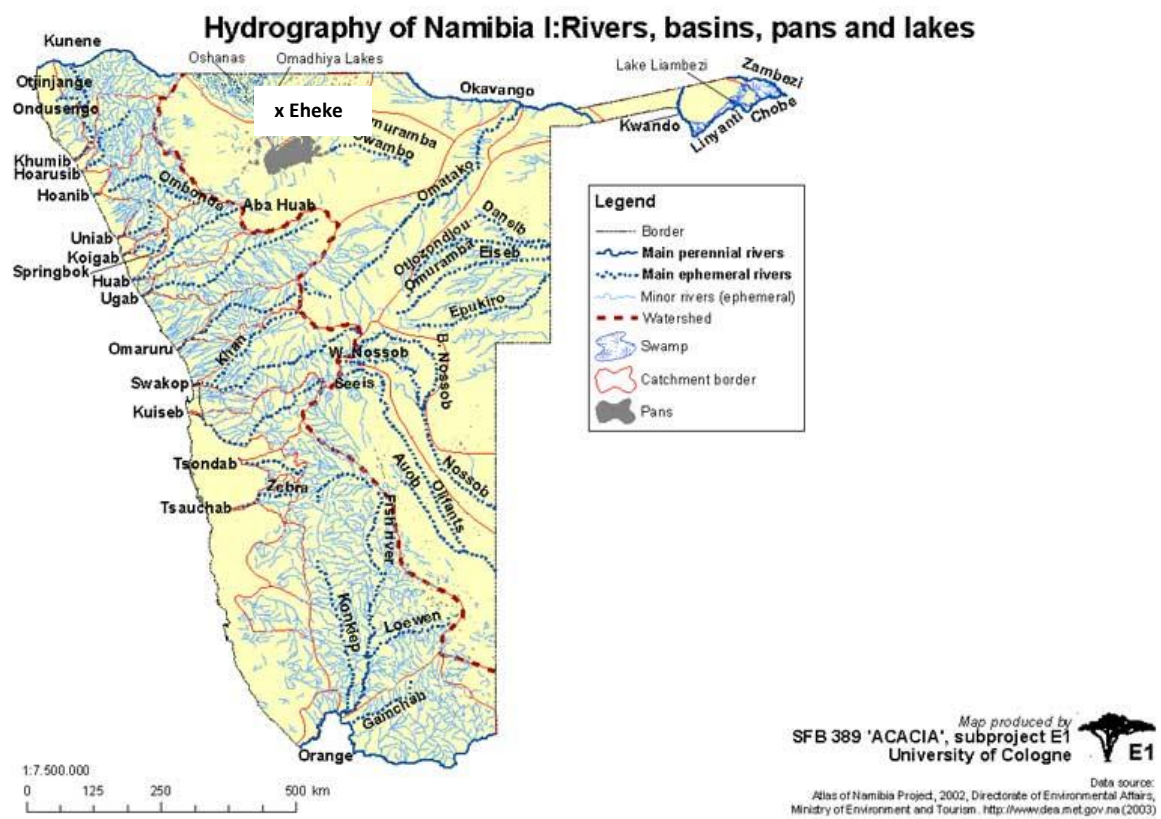 Hydrography of Namibia I:Rivers, basins, pans and lakes
Kunene
Oshanas
Omadhiya Lakes
Lake Liambezi
Zambezi
Otjinjange
Ondusengo
x Eheke
Okavango
Kwando
Linyanti
Chobe
muramba
Owambo
Khumib
Hoarusib
Hoanib
Ombonde
Aba Huab
Omatako
Uniab
Koigab
Springbok
Huab
Ugab
Otjozondjou
Daneib
Omuramba
Eiseb
Epukiro
Omaruru
Khan
W. Nossob
B. Nossob
Swakop
Seeis
Kuiseb
Tsondab
Zebra
Tsauchab
Auob
Olifants
Nossob
Fish river
Konkiep
Loewen
Gamchab
Orange
Legend
Border
Main perennial rivers
Main ephemeral rivers
Minor rivers (ephemeral)
Watershed
Swamp
Catchment border
Pans
1:7.500.000
0 125 250 500 km
Map produced by
SFB 389 'ACACIA', subproject E1
University of Cologne
E1
Data source:
Atlas of Namibia Project, 2002, Directorate of Environmental Affairs,
Ministry of Environment and Tourism. http://www.dea.met.gov.na (2003)